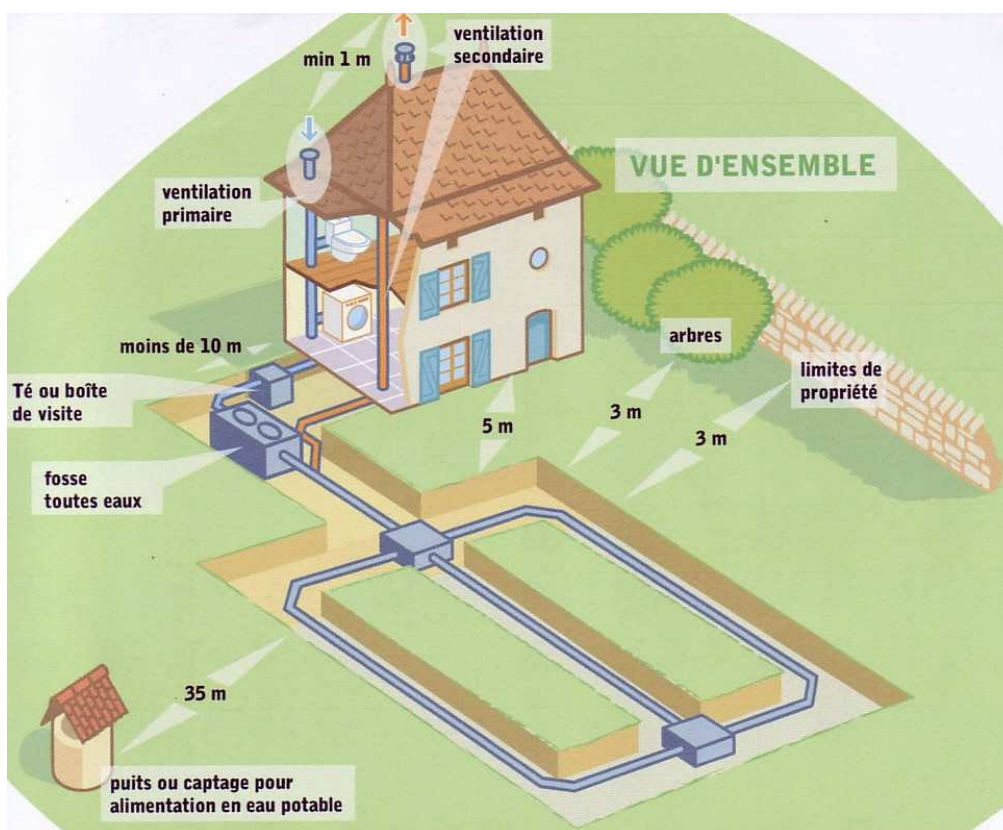 min 1 m
ventilation
secondaire
VUE D'ENSEMBLE
ventilation
primaire
moins de 10 m
arbres
Té ou boîte
de visite
limites de
propriété
5 m
3 m
3 m
fosse
toutes eaux
35 m
puits ou captage pour
alimentation en eau potable